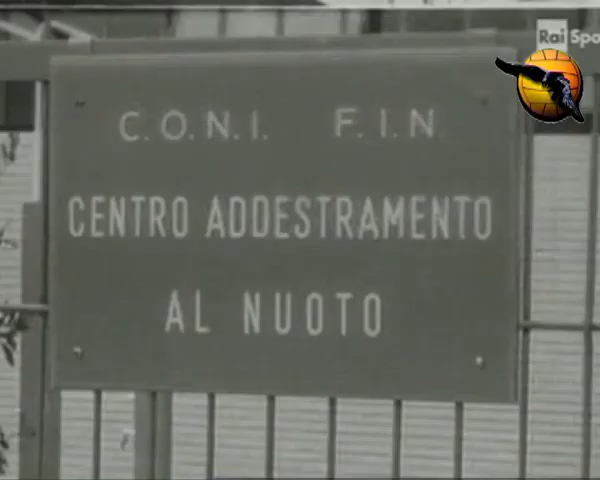 Rai Spo
C.O.N.I. F.I.N.
CENTRO ADDESTRAMENTO
AL NUOTO